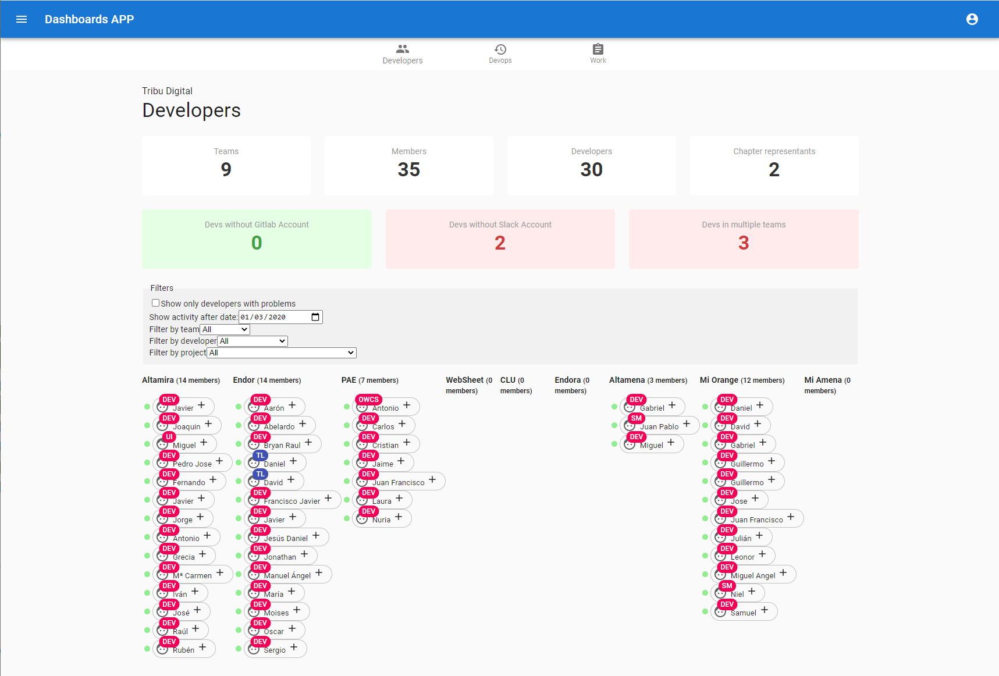 Dashboards APP
Developers
Devops
Work
Tribu Digital
Developers
Teams
9
Members
35
Developers
30
Chapter representants
2
Devs without Gitlab Account
0
Devs without Slack Account
2
Devs in multiple teams
3
Filters
Show only developers with problems
Show activity after date: 01/03/2020
Filter by team All
Filter by developer All
Filter by project All
Altamira (14 members)
DEV Javier +
DEV Joaquin +
UI Miguel +
DEV Pedro Jose +
DEV Fernando +
DEV Javier +
DEV Jorge +
DEV Antonio +
DEV Grecia +
DEV Mª Carmen +
DEV Iván +
DEV José +
DEV Raúl +
DEV Rubén +
Endor (14 members)
DEV Aarón +
DEV Abelardo +
DEV Bryan Raul +
TL Daniel +
TL David +
DEV Francisco Javier +
DEV Javier +
DEV Jesús Daniel +
DEV Jonathan +
DEV Manuel Ángel +
DEV María +
DEV Moises +
DEV Oscar +
DEV Sergio +
PAE (7 members)
OWCS Antonio +
DEV Carlos +
DEV Cristian +
DEV Jaime +
DEV Juan Francisco +
DEV Laura +
DEV Nuria +
WebSheet (0
members)
CLU (0
members)
Endora (0
members)
Altamena (3 members)
DEV Gabriel +
SM Juan Pablo +
DEV Miguel +
Mi Orange (12 members)
DEV Daniel +
DEV David +
DEV Gabriel +
DEV Guillermo +
DEV Guillermo +
DEV Jose +
DEV Juan Francisco +
DEV Julián +
DEV Leonor +
DEV Miguel Angel +
SM Niel +
DEV Samuel +
Mi Amena (0
members)